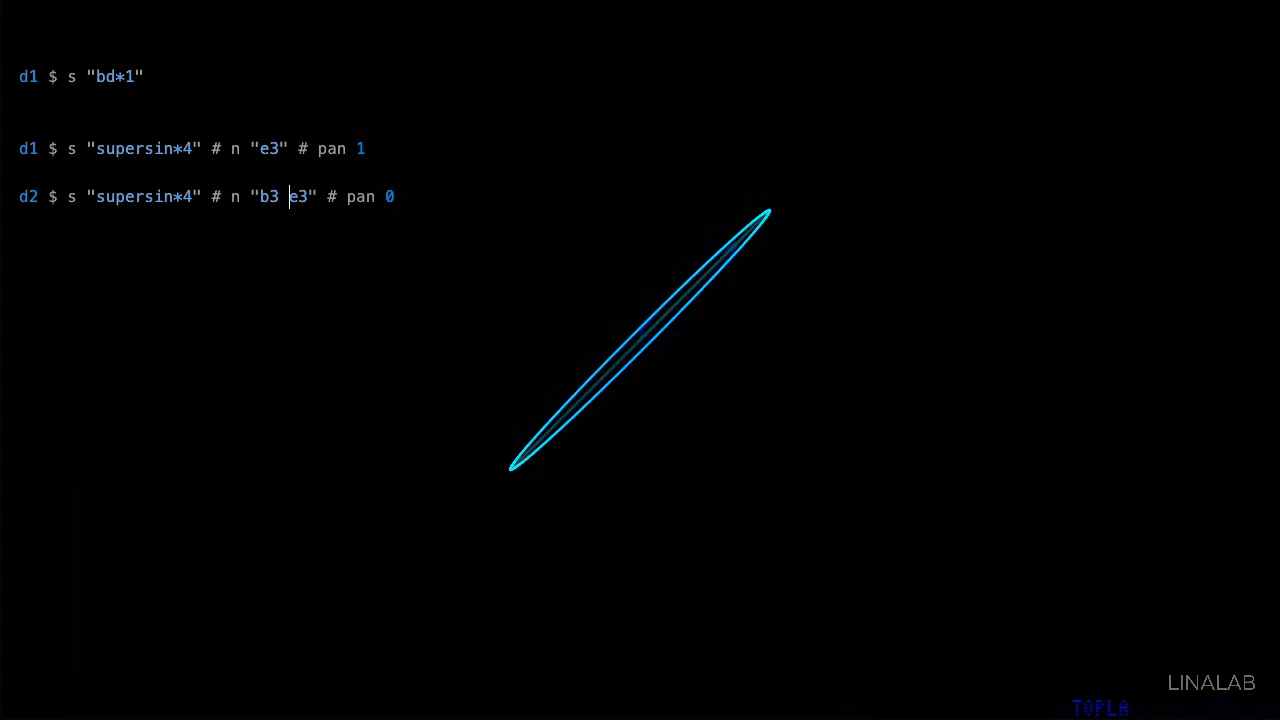 d1 $ s "bd*1"
d1 $ s "supersin*4" # n "e3" # pan 1
d2 $ s "supersin*4" # n "b3 e3" # pan 0
LINALAB
TOPLA